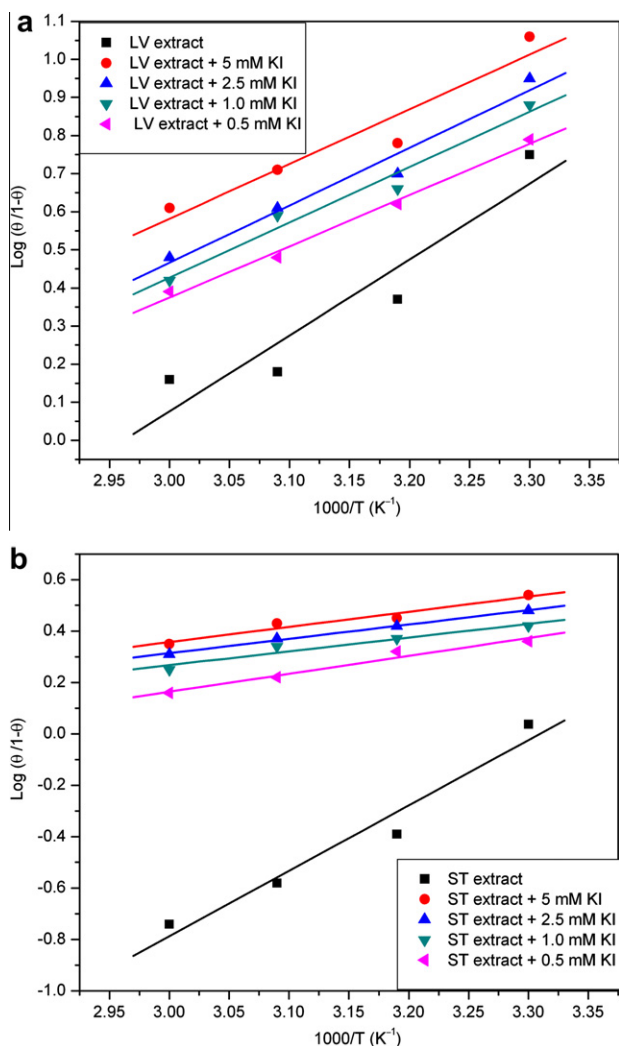 a
1.1
1.0
0.9
0.8
0.7
0.6
0.5
0.4
0.3
0.2
0.1
0.0
Log (θ/1-θ)
LV extract
LV extract + 5 mM KI
LV extract + 2.5 mM KI
LV extract + 1.0 mM KI
LV extract + 0.5 mM KI
2.95 3.00 3.05 3.10 3.15 3.20 3.25 3.30 3.35
1000/T (K⁻¹)
b
0.6
0.4
0.2
0.0
-0.2
-0.4
-0.6
-0.8
-1.0
Log (θ/1-θ)
ST extract
ST extract + 5 mM KI
ST extract + 2.5 mM KI
ST extract + 1.0 mM KI
ST extract + 0.5 mM KI
2.95 3.00 3.05 3.10 3.15 3.20 3.25 3.30 3.35
1000/T (K⁻¹)